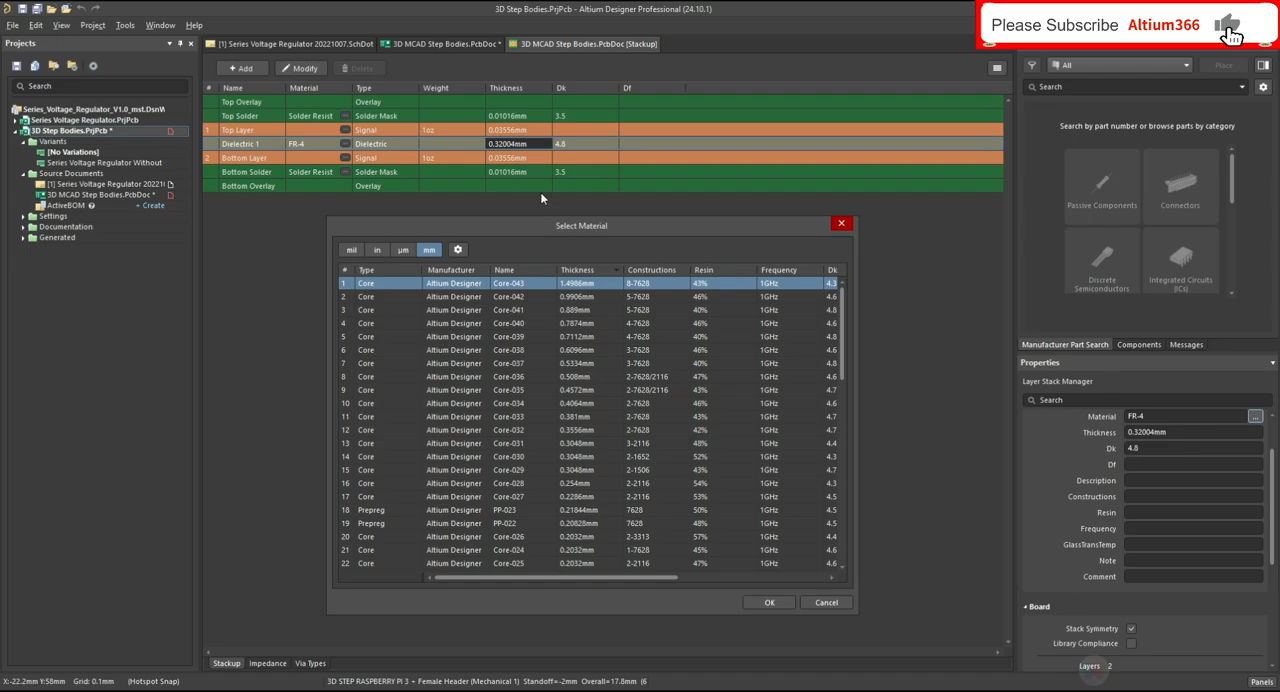 3D Step Bodies.PrjPcb - Altium Designer Professional (24.10.1)
Please Subscribe Altium366
File Edit View Project Tools Window Help
Projects
[1] Series Voltage Regulator 20221007.SchDot
3D MCAD Step Bodies.PcbDoc *
3D MCAD Step Bodies.PcbDoc [Stackup]
Search
Series_Voltage_Regulator_V1.0_mst.DsnW
Series Voltage Regulator.PrjPcb
3D Step Bodies.PrjPcb *
Variants
[No Variations]
Series Voltage Regulator Without
Source Documents
[1] Series Voltage Regulator 20221
3D MCAD Step Bodies.PcbDoc *
ActiveBOM + Create
Settings
Documentation
Generated
+ Add Modify Delete
# Name Material Type Weight Thickness Dk Df
Top Overlay Overlay
Top Solder Solder Resist Solder Mask 0.01016mm 3.5
1 Top Layer Signal 1oz 0.03556mm
Dielectric 1 FR-4 Dielectric 0.32004mm 4.8
2 Bottom Layer Signal 1oz 0.03556mm
Bottom Solder Solder Resist Solder Mask 0.01016mm 3.5
Bottom Overlay Overlay
Select Material
mil in µm mm
# Type Manufacturer Name Thickness Constructions Resin Frequency Dk
1 Core Altium Designer Core-043 1.4986mm 8-7628 43% 1GHz 4.3
2 Core Altium Designer Core-042 0.9906mm 5-7628 46% 1GHz 4.6
3 Core Altium Designer Core-041 0.889mm 5-7628 40% 1GHz 4.8
4 Core Altium Designer Core-040 0.7874mm 4-7628 46% 1GHz 4.6
5 Core Altium Designer Core-039 0.7112mm 4-7628 40% 1GHz 4.8
6 Core Altium Designer Core-038 0.6096mm 3-7628 46% 1GHz 4.6
7 Core Altium Designer Core-037 0.5334mm 3-7628 40% 1GHz 4.8
8 Core Altium Designer Core-036 0.508mm 2-7628/2116 47% 1GHz 4.6
9 Core Altium Designer Core-035 0.4572mm 2-7628/2116 43% 1GHz 4.7
10 Core Altium Designer Core-034 0.4064mm 2-7628 46% 1GHz 4.6
11 Core Altium Designer Core-033 0.381mm 2-7628 43% 1GHz 4.7
12 Core Altium Designer Core-032 0.3556mm 2-7628 42% 1GHz 4.7
13 Core Altium Designer Core-031 0.3048mm 3-2116 48% 1GHz 4.4
14 Core Altium Designer Core-030 0.3048mm 2-1652 52% 1GHz 4.3
15 Core Altium Designer Core-029 0.3048mm 2-1506 43% 1GHz 4.7
16 Core Altium Designer Core-028 0.254mm 2-2116 54% 1GHz 4.3
17 Core Altium Designer Core-027 0.2286mm 2-2116 53% 1GHz 4.5
18 Prepreg Altium Designer PP-023 0.21844mm 7628 50% 1GHz 4.5
19 Prepreg Altium Designer PP-022 0.20828mm 7628 48% 1GHz 4.5
20 Core Altium Designer Core-026 0.2032mm 2-3313 57% 1GHz 4.4
21 Core Altium Designer Core-024 0.2032mm 1-7628 45% 1GHz 4.6
22 Core Altium Designer Core-025 0.2032mm 2-2116 47% 1GHz 4.6
OK Cancel
All Place
Search
Search by part number or browse parts by category
Passive Components
Connectors
Discrete Semiconductors
Integrated Circuits (ICs)
Manufacturer Part Search Components Messages
Properties
Layer Stack Manager
Search
Material FR-4 ...
Thickness 0.32004mm
Dk 4.8
Df
Description
Constructions
Resin
Frequency
GlassTransTemp
Note
Comment
Board
Stack Symmetry
Library Compliance
Layers 2
Stackup Impedance Via Types
X:-22.2mm Y:58mm Grid: 0.1mm (Hotspot Snap)
3D STEP RASPBERRY PI 3 + Female Header (Mechanical 1) Standoff=-2mm Overall=17.8mm (6
Panels